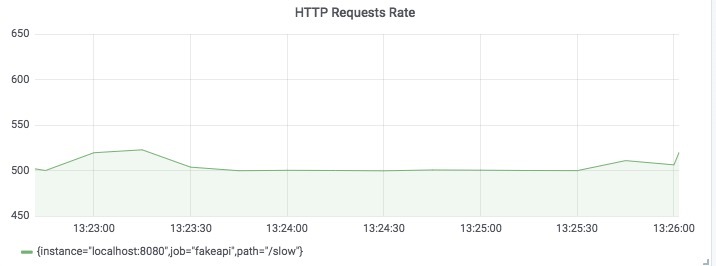 HTTP Requests Rate
650
600
550
500
450
13:23:00 13:23:30 13:24:00 13:24:30 13:25:00 13:25:30 13:26:00
{instance="localhost:8080",job="fakeapi",path="/slow"}